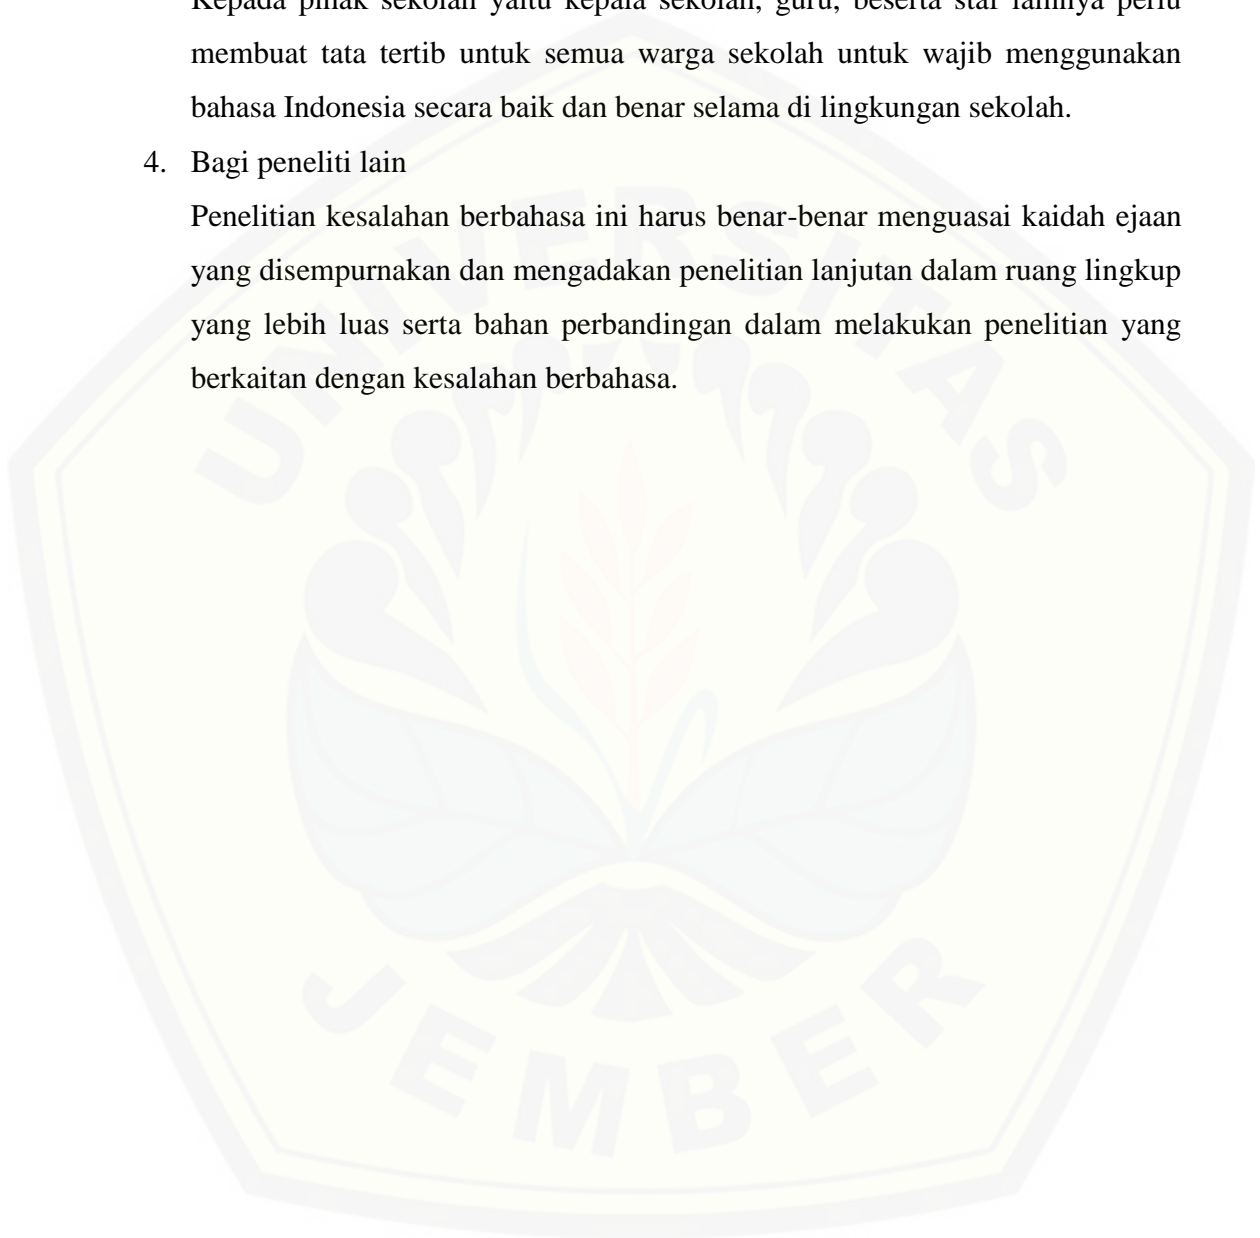 Kepada pihak sekolah yaitu kepala sekolah, guru, beserta staf lainnya perlu
membuat tata tertib untuk semua warga sekolah untuk wajib menggunakan
bahasa Indonesia secara baik dan benar selama di lingkungan sekolah.
4. Bagi peneliti lain
Penelitian kesalahan berbahasa ini harus benar-benar menguasai kaidah ejaan
yang disempurnakan dan mengadakan penelitian lanjutan dalam ruang lingkup
yang lebih luas serta bahan perbandingan dalam melakukan penelitian yang
berkaitan dengan kesalahan berbahasa.
UNIVERSITAS
JEMBER